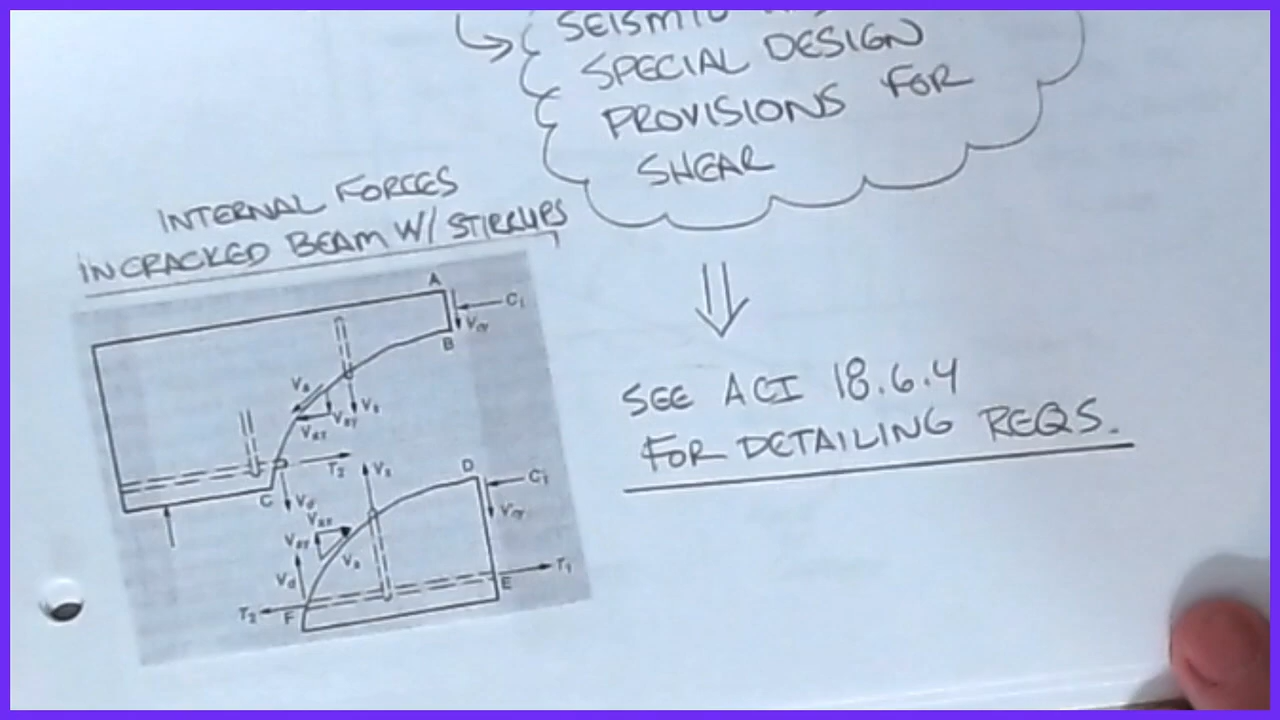 SEISMIC
SPECIAL DESIGN
PROVISIONS FOR
SHEAR
INTERNAL FORCES
IN CRACKED BEAM W/ STIRRUPS
SEE ACI 18.6.4
FOR DETAILING REQS.
A
C₁
Vcy
B
Va
Vs
Vay
Vax
T₂
C
Vd
Vs
D
C₁
Vcy
Vax
Vay
Va
Vd
T₁
E
T₂
F